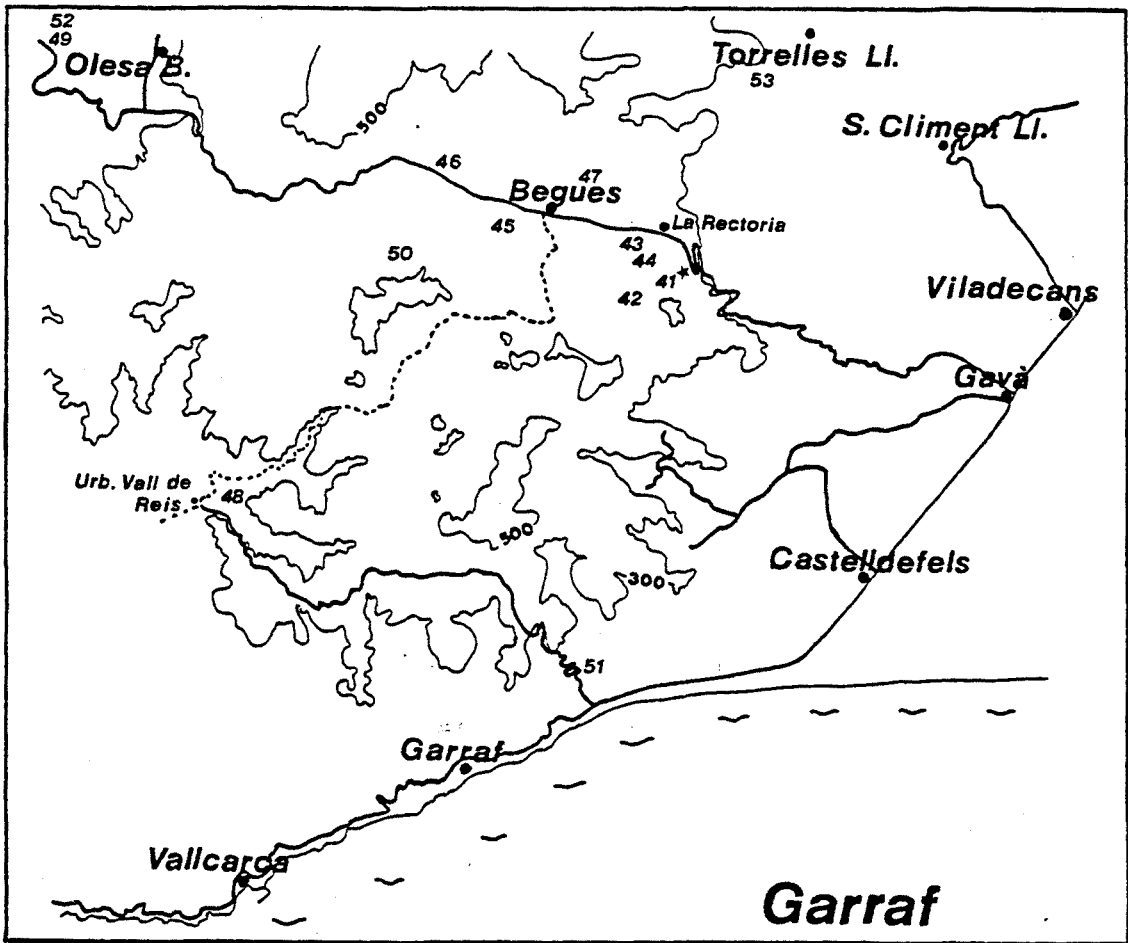 52
49
Olesa B.
Torrelles Ll.
53
500
S. Climent Ll.
46
47
Begues
45
La Rectoria
43
44
41
42
50
Viladecans
Gavà
Urb. Vall de
Reis
48
500
300
Castelldefels
51
Garraf
Vallcarca
Garraf